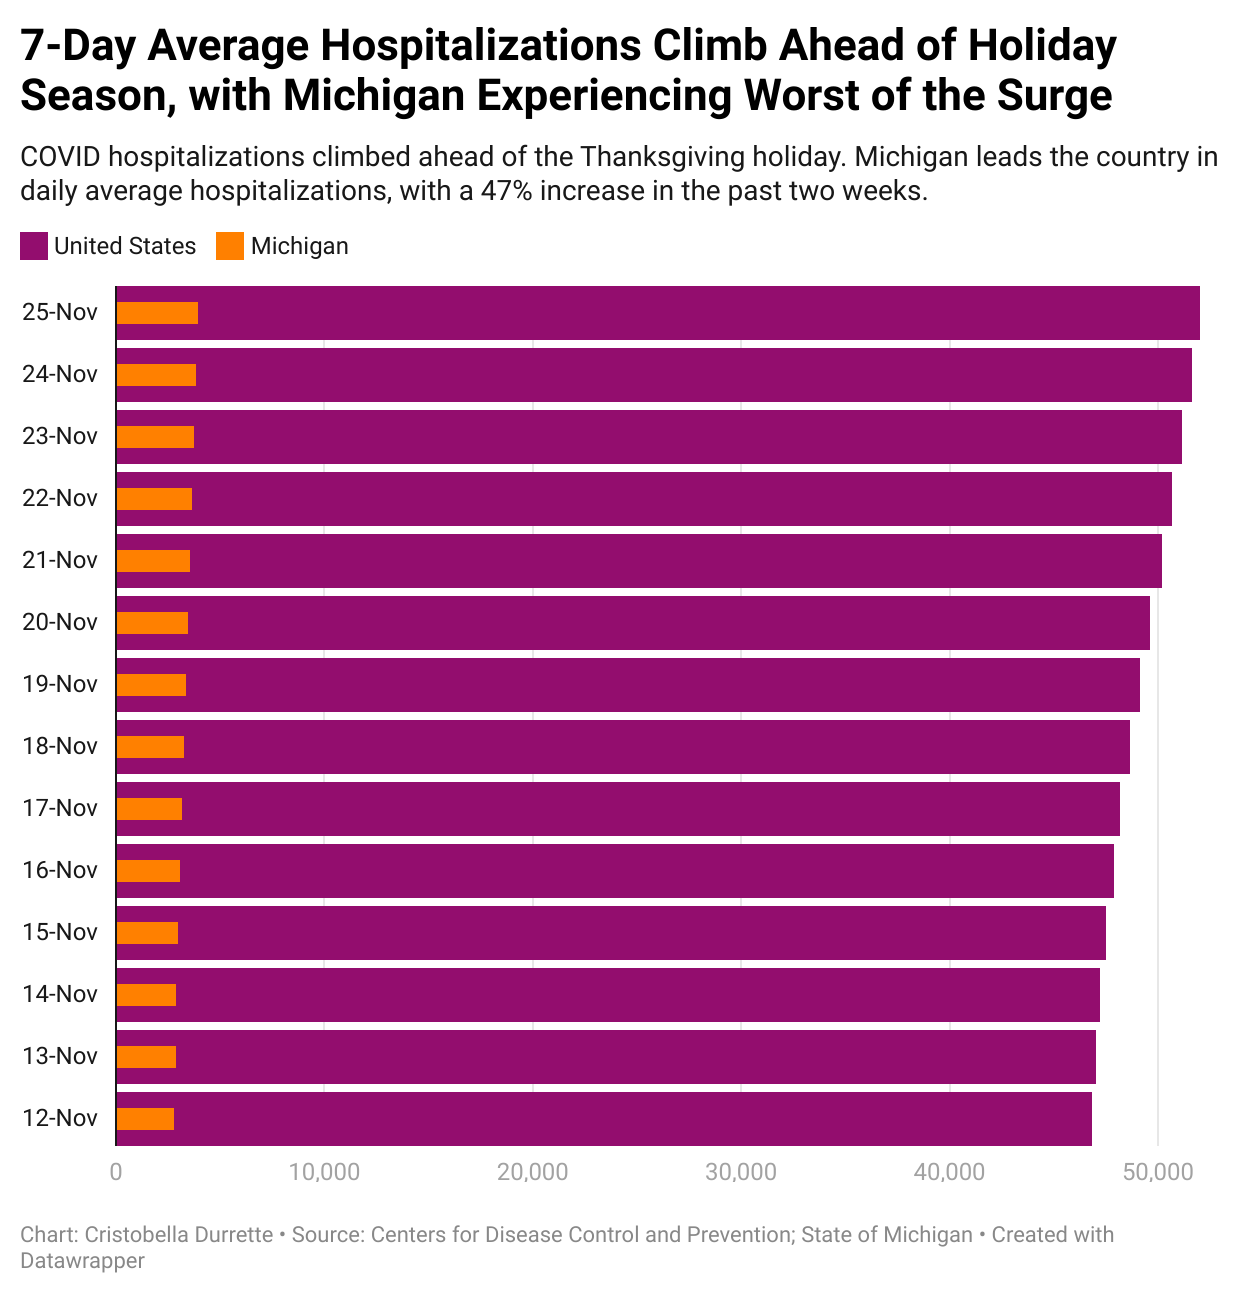 7-Day Average Hospitalizations Climb Ahead of Holiday
Season, with Michigan Experiencing Worst of the Surge
COVID hospitalizations climbed ahead of the Thanksgiving holiday. Michigan leads the country in
daily average hospitalizations, with a 47% increase in the past two weeks.
United States Michigan
25-Nov
24-Nov
23-Nov
22-Nov
21-Nov
20-Nov
19-Nov
18-Nov
17-Nov
16-Nov
15-Nov
14-Nov
13-Nov
12-Nov
0 10,000 20,000 30,000 40,000 50,000
Chart: Cristobella Durrette • Source: Centers for Disease Control and Prevention; State of Michigan • Created with
Datawrapper